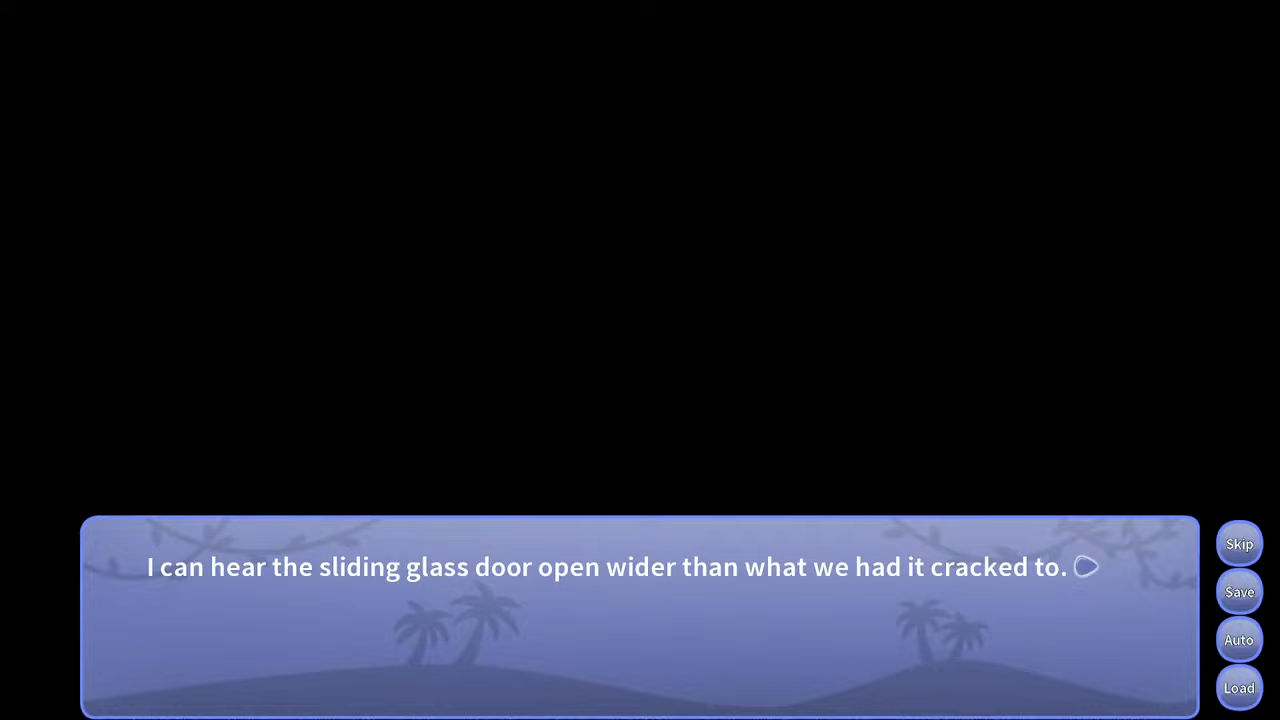 I can hear the sliding glass door open wider than what we had it cracked to.
Skip
Save
Auto
Load